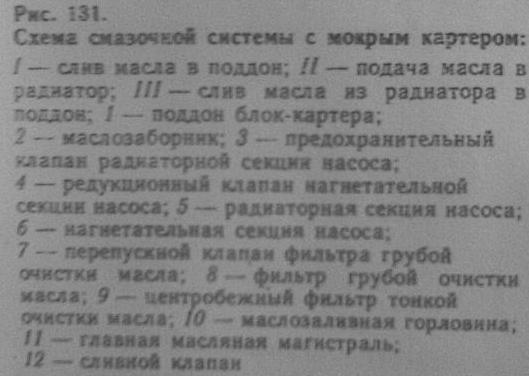 Рис. 131.
Схема смазочной системы с мокрым картером:
I — слив масла в поддон; II — подача масла в
радиатор; III — слив масла из радиатора в
поддон; 1 — поддон блок-картера;
2 — маслозаборник; 3 — предохранительный
клапан радиаторной секции насоса;
4 — редукционный клапан нагнетательной
секции насоса; 5 — радиаторная секция насоса;
6 — нагнетательная секция насоса;
7 — перепускной клапан фильтра грубой
очистки масла; 8 — фильтр грубой очистки
масла; 9 — центробежный фильтр тонкой
очистки масла; 10 — маслозаливная горловина;
11 — главная масляная магистраль;
12 — сливной клапан